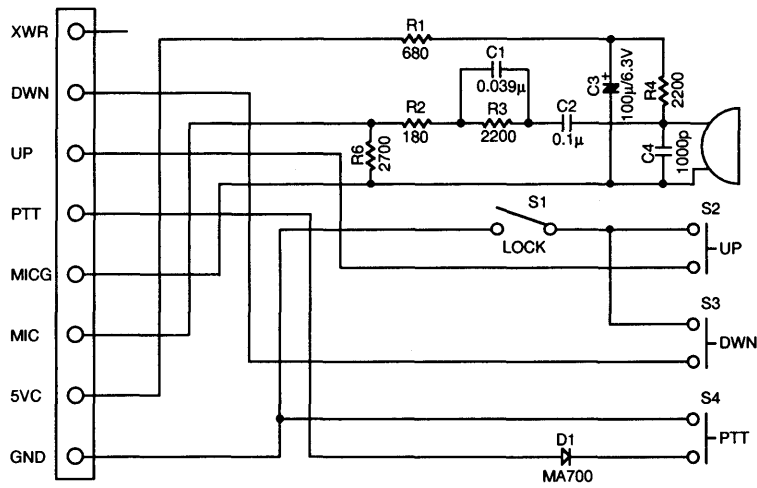 XWR
DWN
UP
PTT
MICG
MIC
5VC
GND
R1
680
C1
0.039µ
R2
180
R3
2200
C2
0.1µ
C3
+
100µ/6.3V
R4
2200
R6
2700
C4
1000p
S1
LOCK
S2
UP
S3
DWN
S4
PTT
D1
MA700